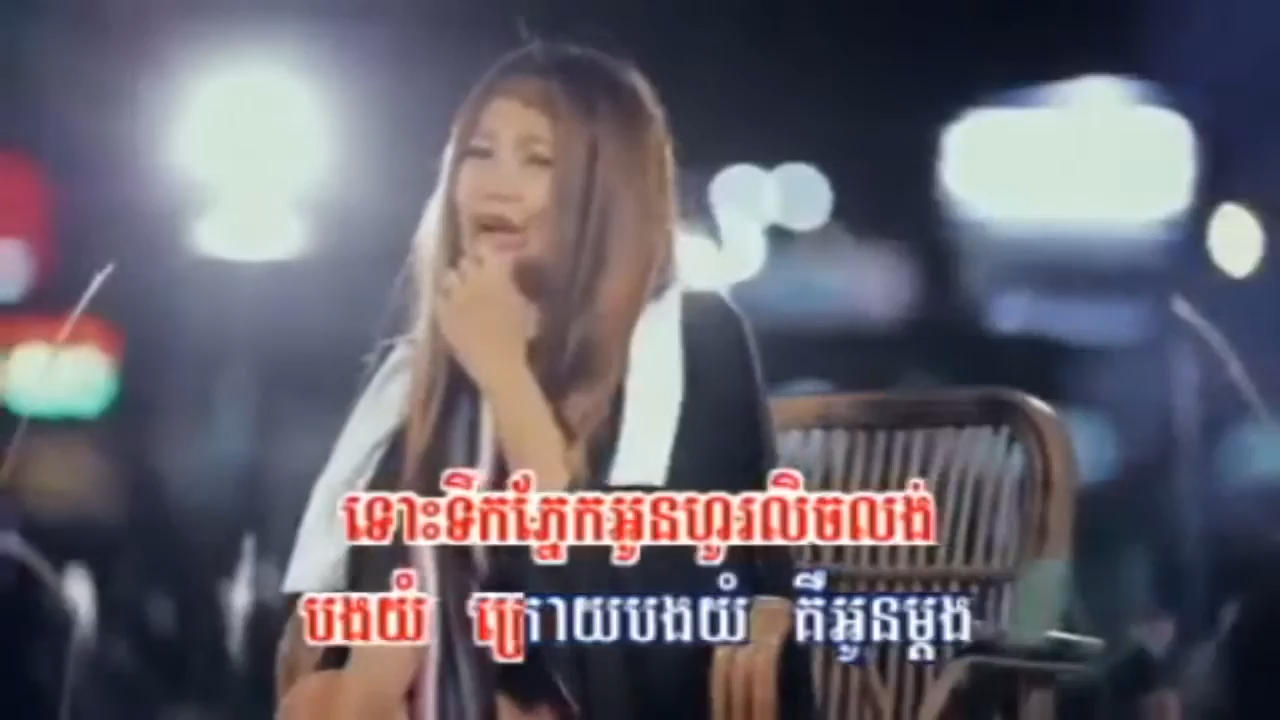 ទោះទឹកភ្នែកអូនហូរលិចលង់
បងយំ ក្រោយបងយំ គឺអូនម្ដង